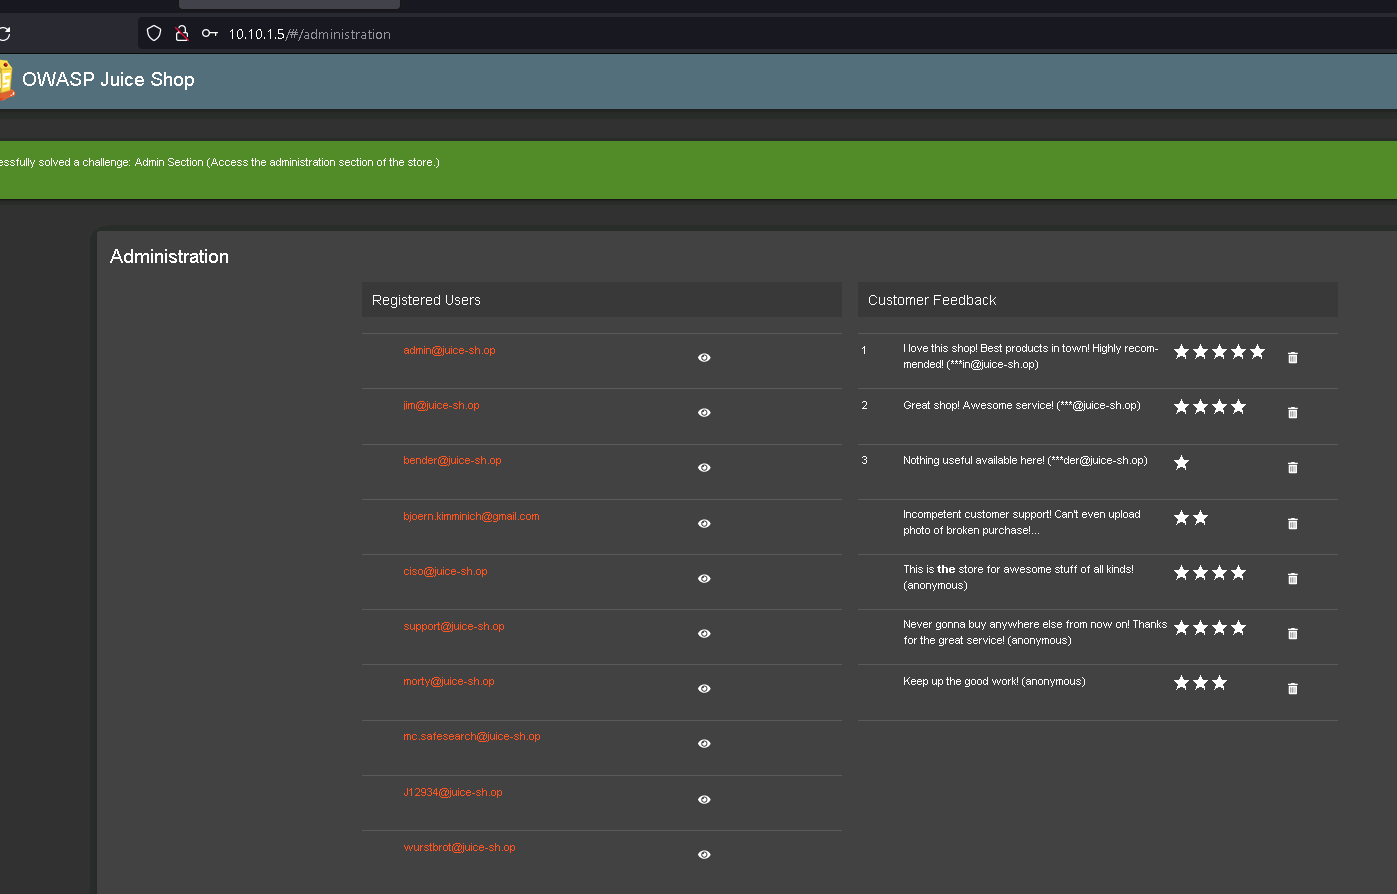 10.10.1.5/#/administration
OWASP Juice Shop
essfully solved a challenge: Admin Section (Access the administration section of the store.)
Administration
Registered Users
admin@juice-sh.op
jim@juice-sh.op
bender@juice-sh.op
bjoern.kimminich@gmail.com
ciso@juice-sh.op
support@juice-sh.op
morty@juice-sh.op
mc.safesearch@juice-sh.op
J12934@juice-sh.op
wurstbrot@juice-sh.op
Customer Feedback
1
I love this shop! Best products in town! Highly recom-
mended! (***in@juice-sh.op)
2
Great shop! Awesome service! (***@juice-sh.op)
3
Nothing useful available here! (***der@juice-sh.op)
Incompetent customer support! Can't even upload
photo of broken purchase!...
This is the store for awesome stuff of all kinds!
(anonymous)
Never gonna buy anywhere else from now on! Thanks
for the great service! (anonymous)
Keep up the good work! (anonymous)